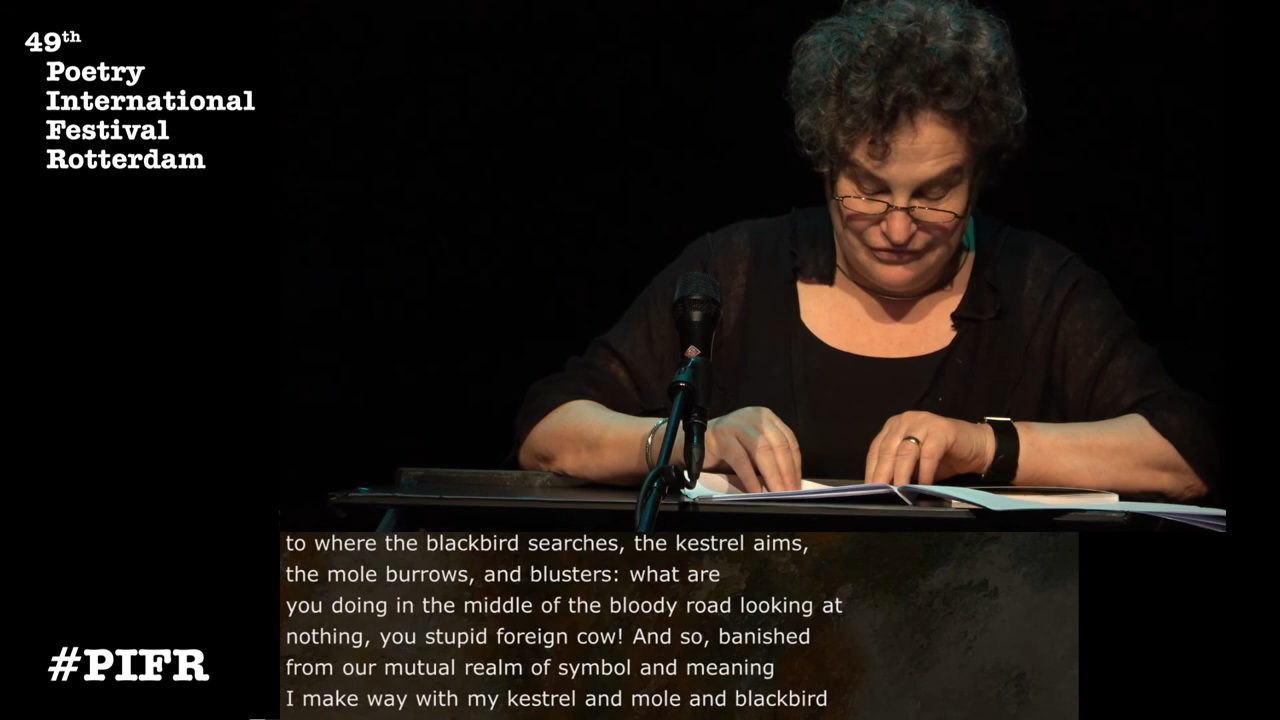 49th
Poetry
International
Festival
Rotterdam
to where the blackbird searches, the kestrel aims,
the mole burrows, and blusters: what are
you doing in the middle of the bloody road looking at
nothing, you stupid foreign cow! And so, banished
from our mutual realm of symbol and meaning
I make way with my kestrel and mole and blackbird
#PIFR